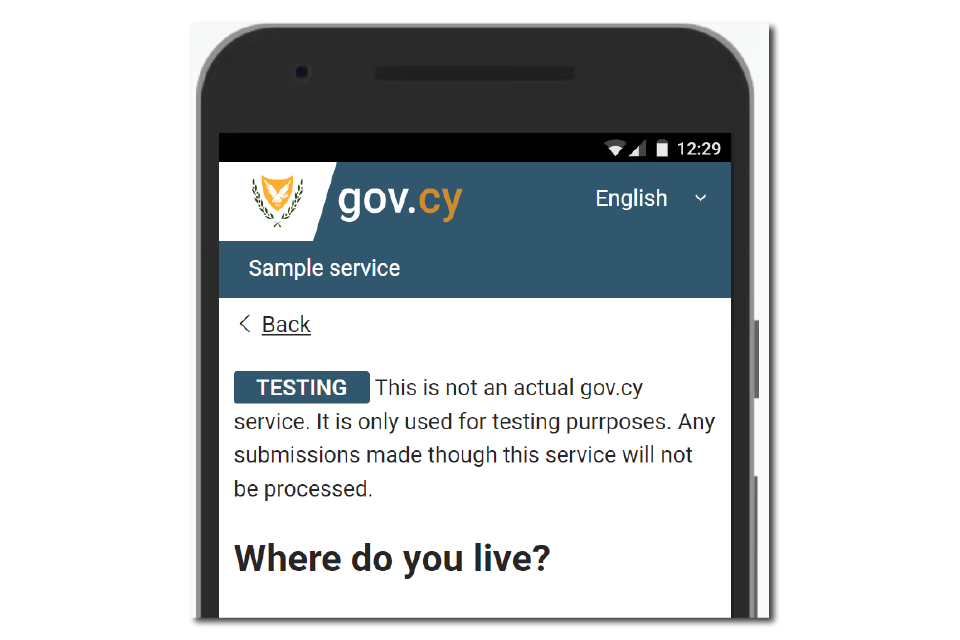 12:29
gov.cy
English
Sample service
Back
TESTING This is not an actual gov.cy
service. It is only used for testing purrposes. Any
submissions made though this service will not
be processed.
Where do you live?